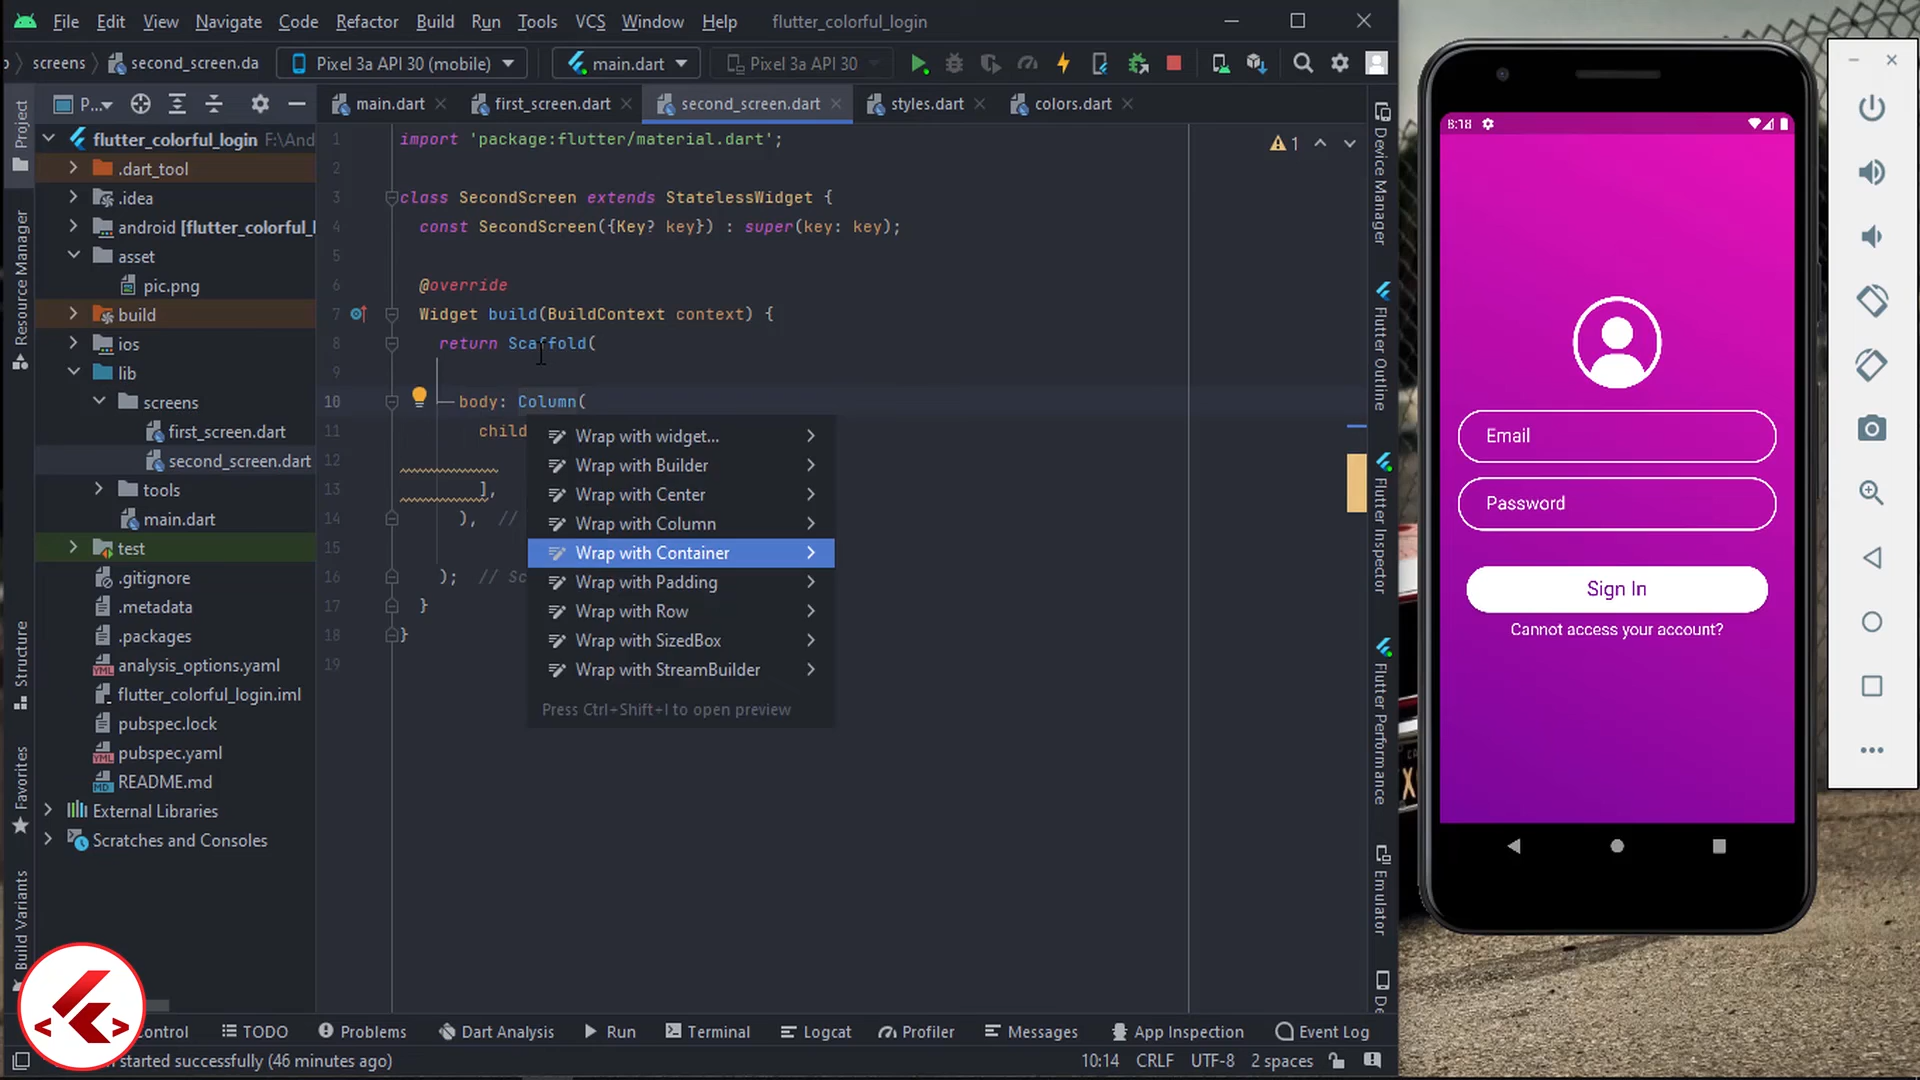 File Edit View Navigate Code Refactor Build Run Tools VCS Window Help flutter_colorful_login
screens second_screen.da Pixel 3a API 30 (mobile) main.dart Pixel 3a API 30
P... main.dart first_screen.dart second_screen.dart styles.dart colors.dart
Project
Resource Manager
Structure
Favorites
Build Variants
flutter_colorful_login F:\And
.dart_tool
.idea
android [flutter_colorful_l
asset
pic.png
build
ios
lib
screens
first_screen.dart
second_screen.dart
tools
main.dart
test
.gitignore
.metadata
.packages
analysis_options.yaml
flutter_colorful_login.iml
pubspec.lock
pubspec.yaml
README.md
External Libraries
Scratches and Consoles
1 import 'package:flutter/material.dart';
2
3 class SecondScreen extends StatelessWidget {
4 const SecondScreen({Key? key}) : super(key: key);
5
6 @override
7 Widget build(BuildContext context) {
8 return Scaffold(
9
10 body: Column(
11 child
12
13 ],
14 ), //
15
16 ); // Sc
17 }
18 }
19
1
Wrap with widget...
Wrap with Builder
Wrap with Center
Wrap with Column
Wrap with Container
Wrap with Padding
Wrap with Row
Wrap with SizedBox
Wrap with StreamBuilder
Press Ctrl+Shift+I to open preview
Device Manager
Flutter Outline
Flutter Inspector
Flutter Performance
Emulator
De
8:18
Email
Password
Sign In
Cannot access your account?
ontrol TODO Problems Dart Analysis Run Terminal Logcat Profiler Messages App Inspection Event Log
started successfully (46 minutes ago) 10:14 CRLF UTF-8 2 spaces